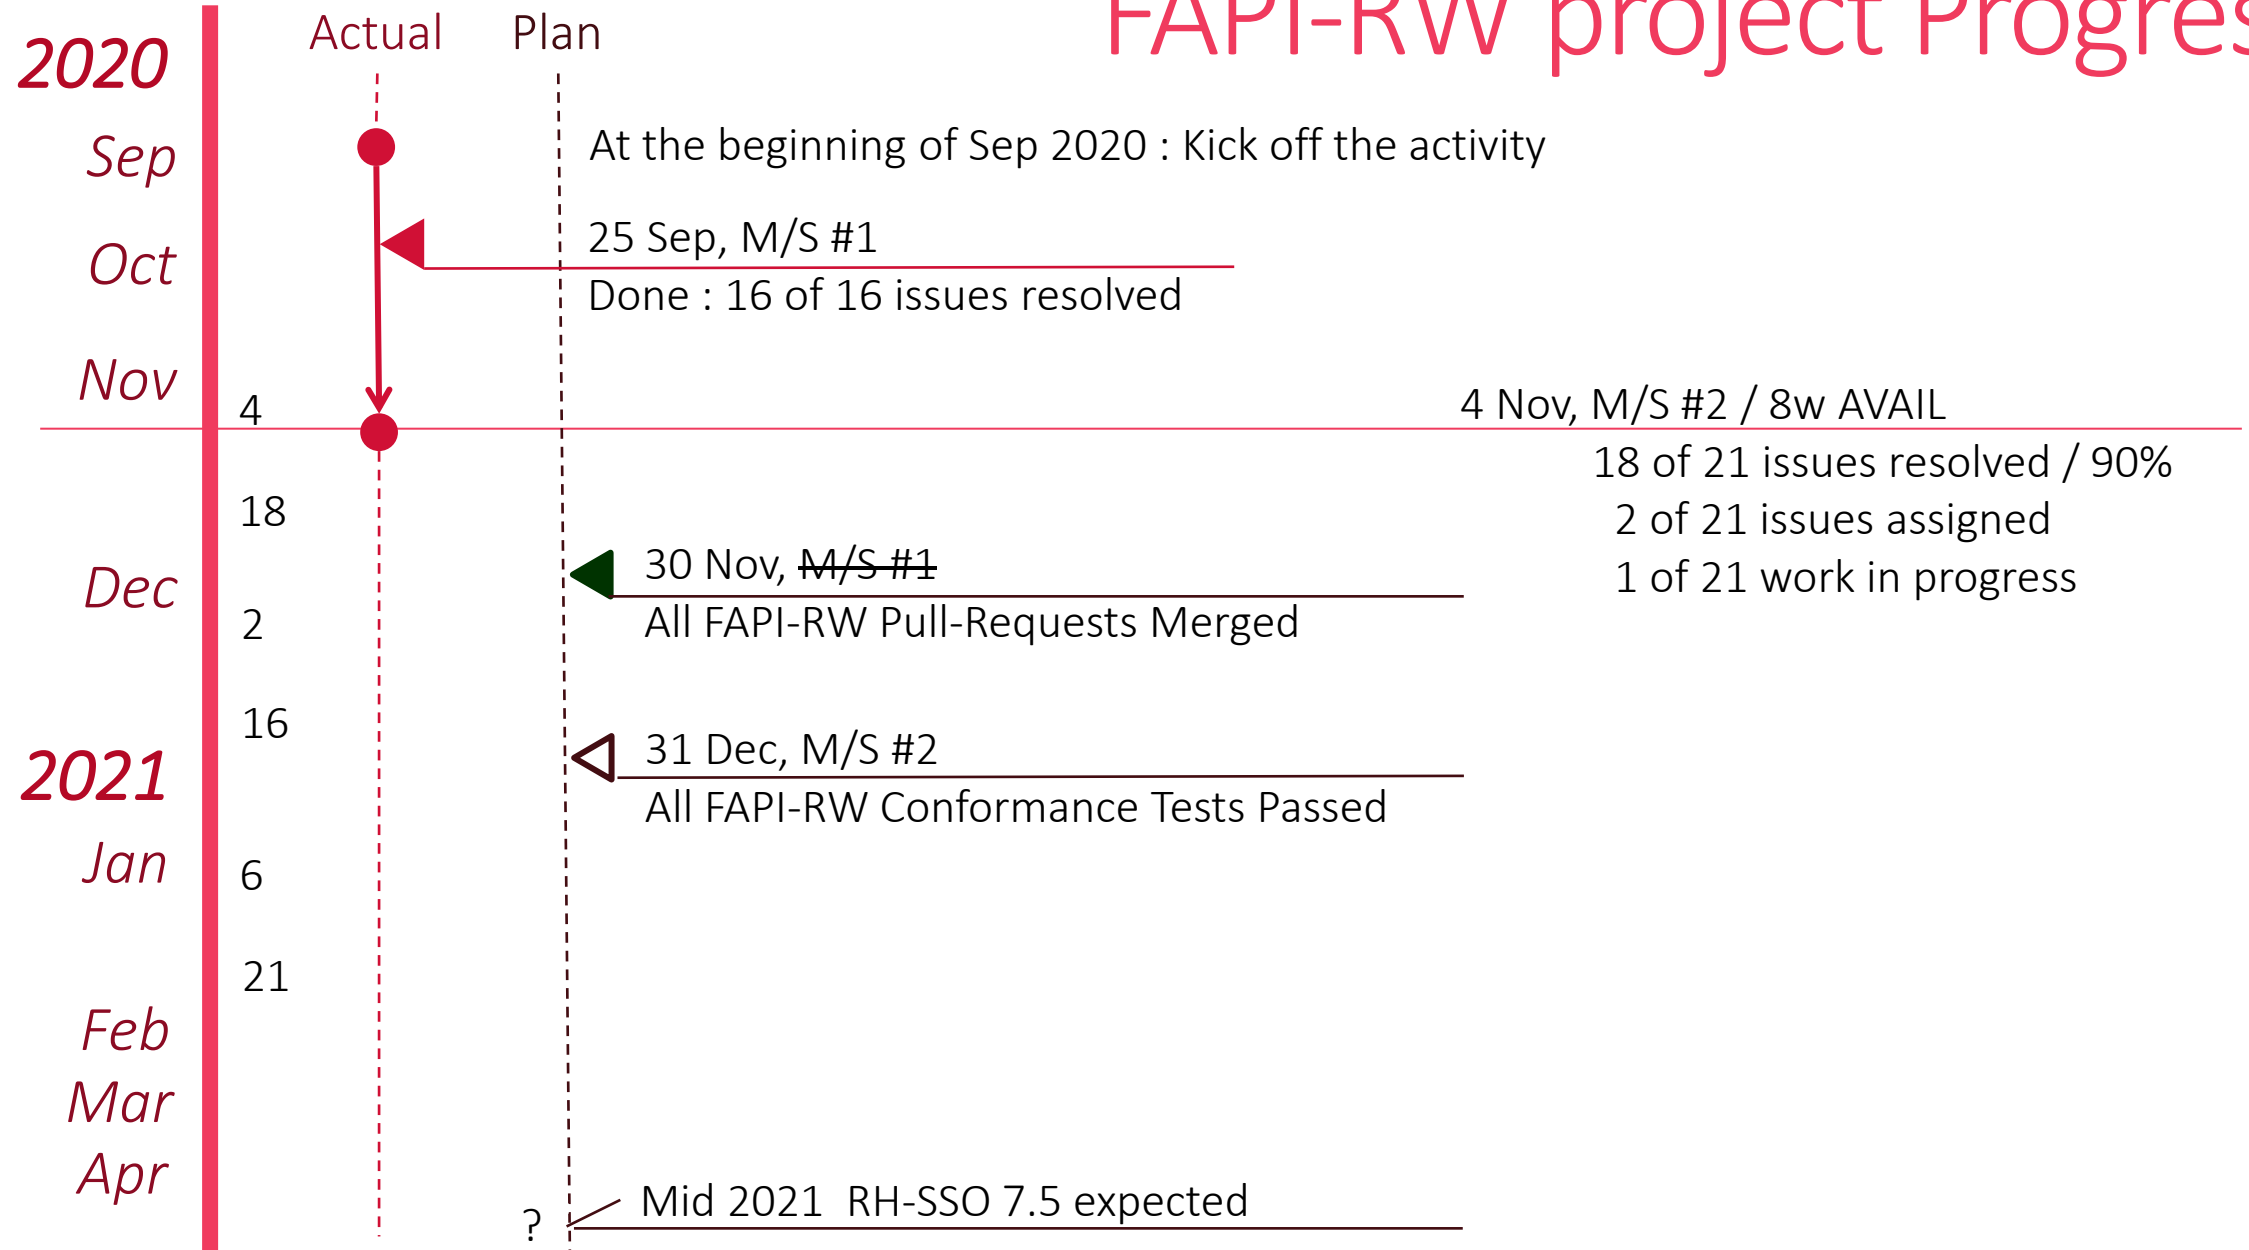 FAPI-RW project Progres
Actual Plan
2020
Sep
At the beginning of Sep 2020 : Kick off the activity
25 Sep, M/S #1
Oct
Done : 16 of 16 issues resolved
Nov
4
4 Nov, M/S #2 / 8w AVAIL
18 of 21 issues resolved / 90%
2 of 21 issues assigned
1 of 21 work in progress
18
30 Nov, M/S #1
Dec
2
All FAPI-RW Pull-Requests Merged
16
31 Dec, M/S #2
2021
All FAPI-RW Conformance Tests Passed
Jan
6
21
Feb
Mar
Apr
Mid 2021 RH-SSO 7.5 expected
?